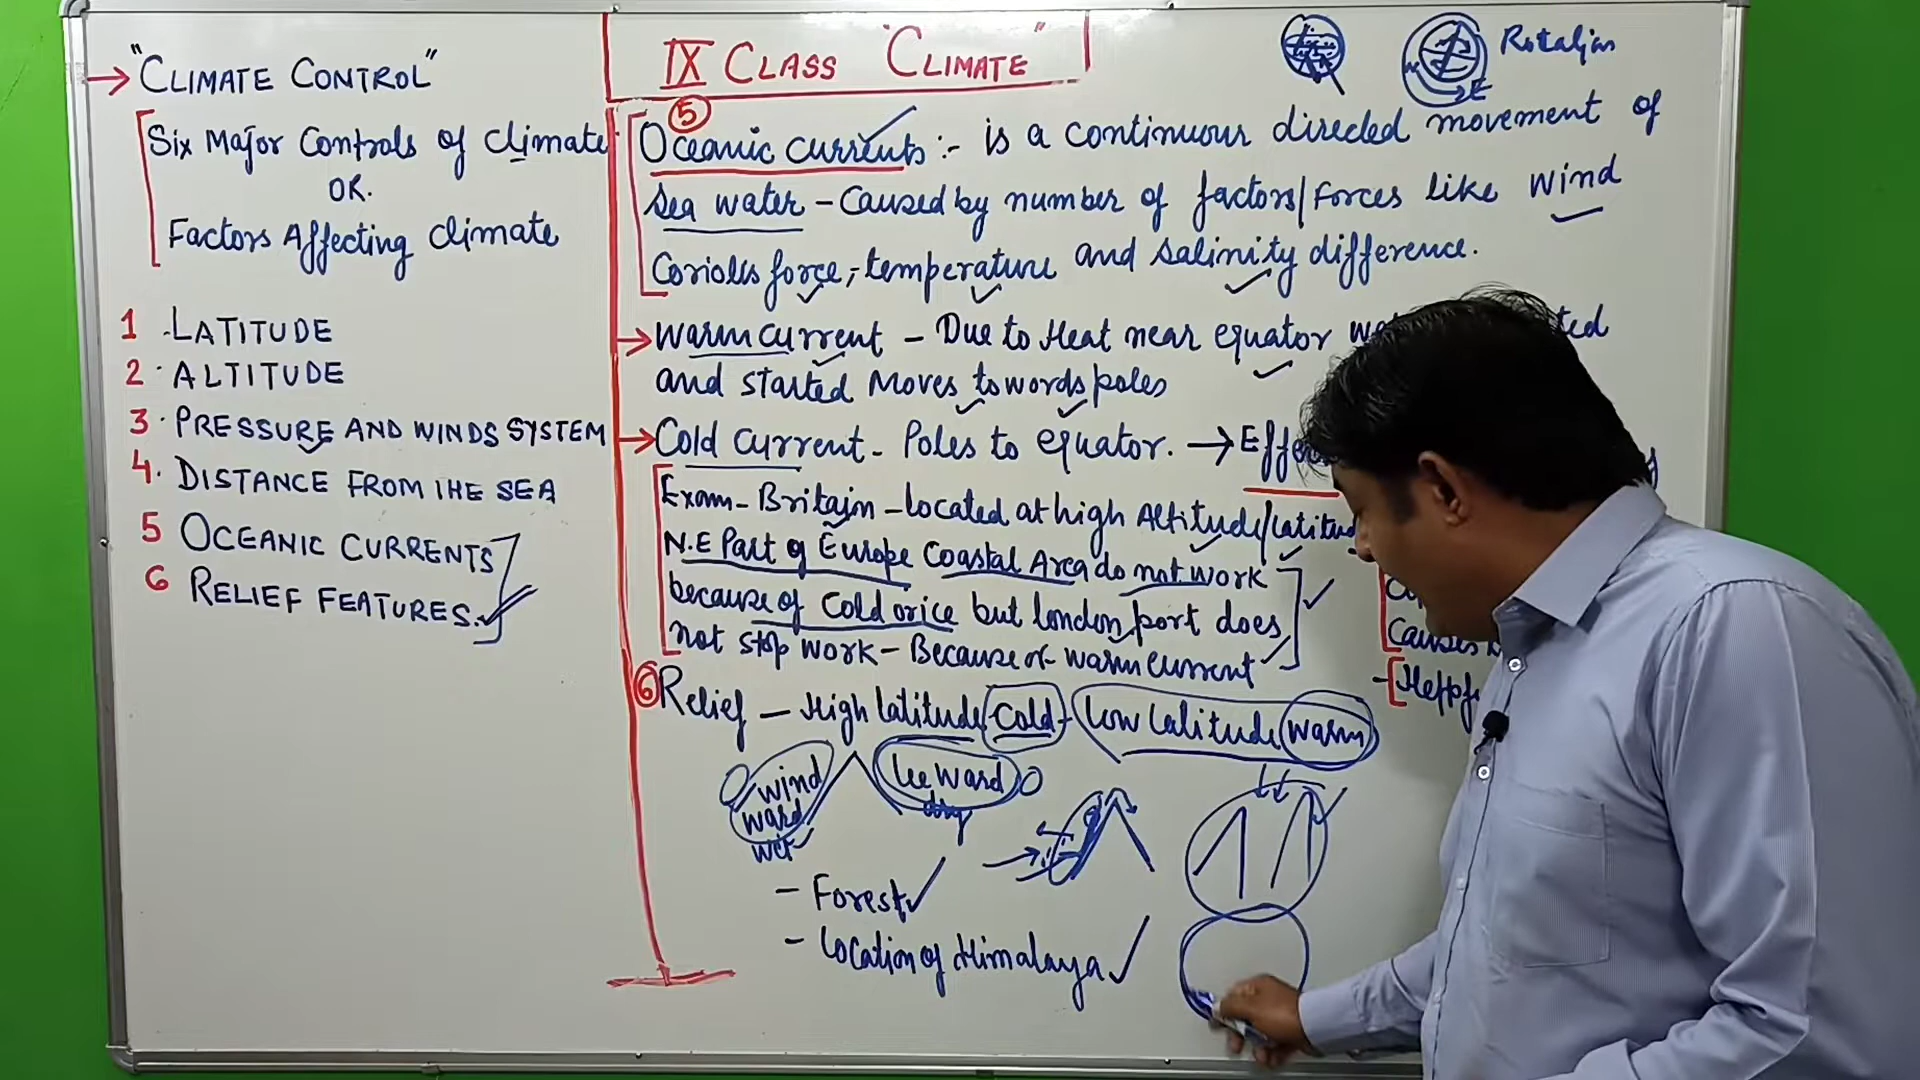 "CLIMATE CONTROL"
Six Major Controls of climate
OR.
Factors Affecting climate
1 LATITUDE
2. ALTITUDE
3. PRESSURE AND WINDS SYSTEM
4. DISTANCE FROM THE SEA
5 OCEANIC CURRENTS
6 RELIEF FEATURES.
IX CLASS "CLIMATE"
Rotation
5
Oceanic currents :- is a continuous directed movement of
sea water - Caused by number of factors/Forces like wind
Coriolis force, temperature and salinity difference.
→ Warm current - Due to Heat near equator
and started Moves towords poles
→ Cold current - Poles to equator. →
Exam - Britain - located at high Altitude/
N.E Part of Europe Coastal Area do not work
because of cold or ice but london port does
not stop work - Because of warm current
6 Relief - High latitude cold - low latitude warm
wind
ward
wet
lee ward
dry
- Forest
- location of Himalaya